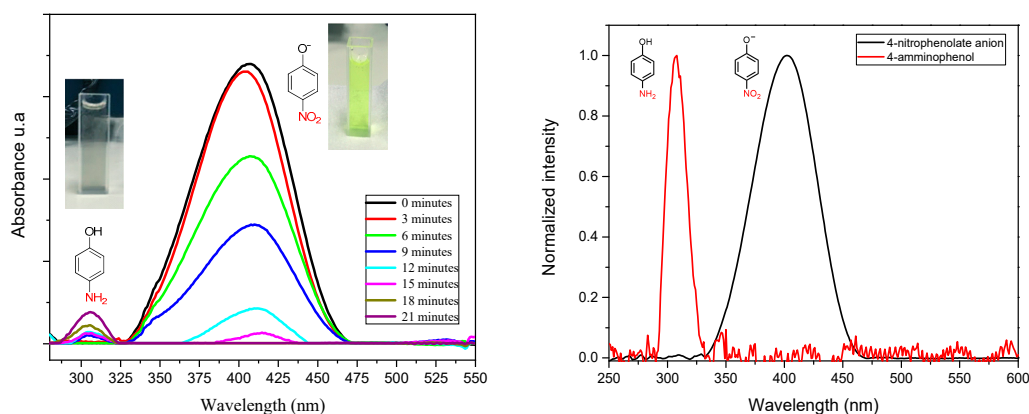 Absorbance u.a
O⁻
NO₂
OH
NH₂
0 minutes
3 minutes
6 minutes
9 minutes
12 minutes
15 minutes
18 minutes
21 minutes
300 325 350 375 400 425 450 475 500 525 550
Wavelength (nm)
Normalized intensity
OH
NH₂
O⁻
NO₂
4-nitrophenolate anion
4-amminophenol
1.0
0.8
0.6
0.4
0.2
0.0
250 300 350 400 450 500 550 600
Wavelength (nm)